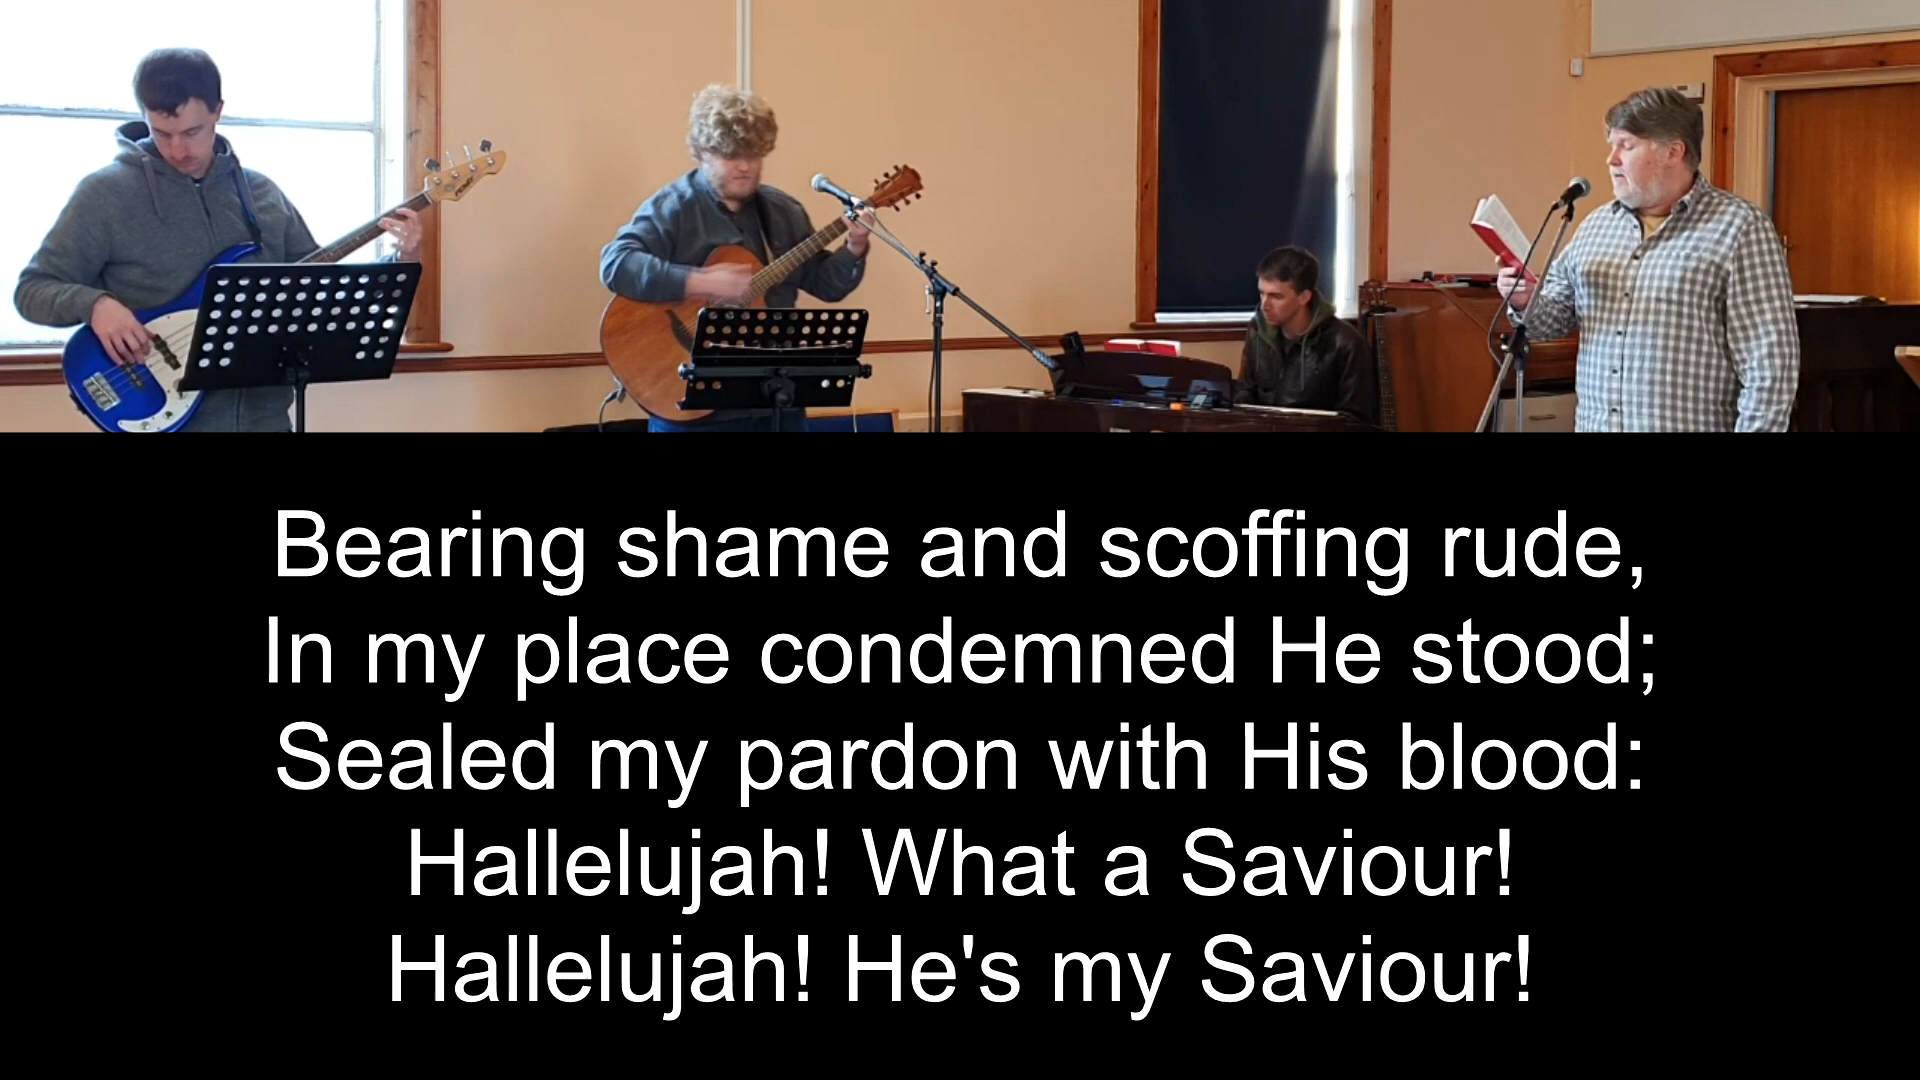 Bearing shame and scoffing rude,
In my place condemned He stood;
Sealed my pardon with His blood:
Hallelujah! What a Saviour!
Hallelujah! He's my Saviour!